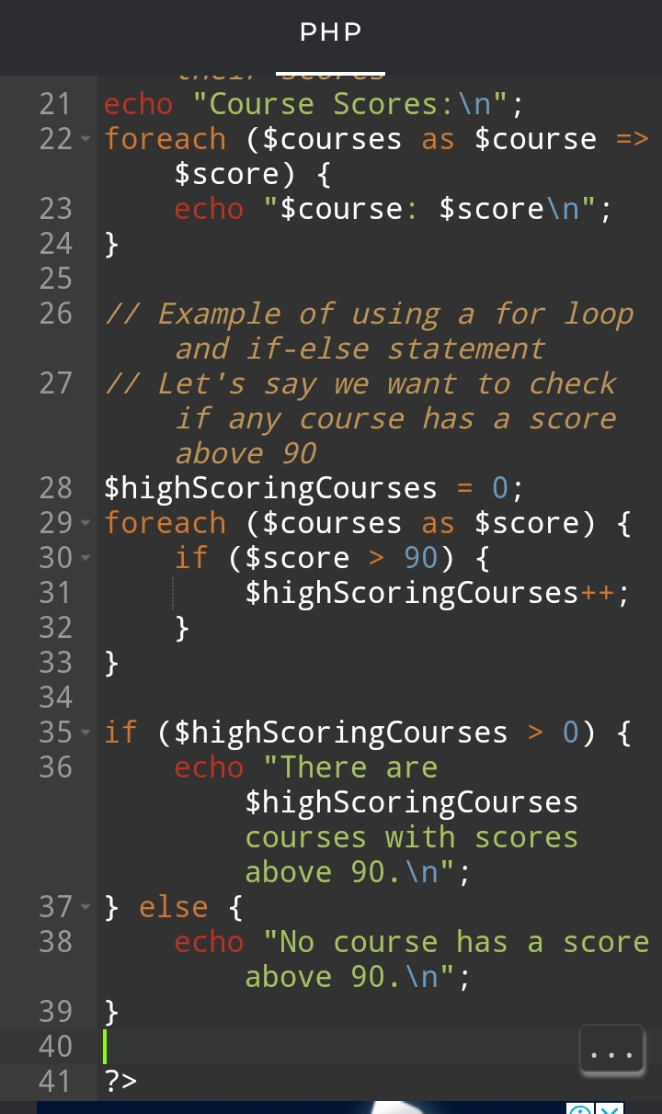 PHP
their scores
21 echo "Course Scores:\n";
22 foreach ($courses as $course =>
$score) {
23 echo "$course: $score\n";
24 }
25
26 // Example of using a for loop
and if-else statement
27 // Let's say we want to check
if any course has a score
above 90
28 $highScoringCourses = 0;
29 foreach ($courses as $score) {
30 if ($score > 90) {
31 $highScoringCourses++;
32 }
33 }
34
35 if ($highScoringCourses > 0) {
36 echo "There are
$highScoringCourses
courses with scores
above 90.\n";
37 } else {
38 echo "No course has a score
above 90.\n";
39 }
40
...
41 ?>